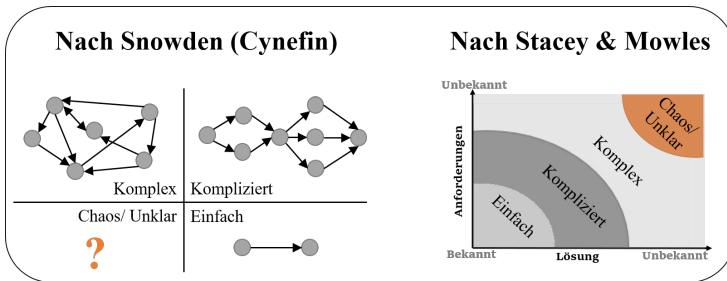 Nach Snowden (Cynefin)
Komplex
Kompliziert
Chaos/ Unklar
Einfach
?
Nach Stacey & Mowles
Unbekannt
Anforderungen
Chaos/
Unklar
Komplex
Kompliziert
Einfach
Bekannt
Lösung
Unbekannt